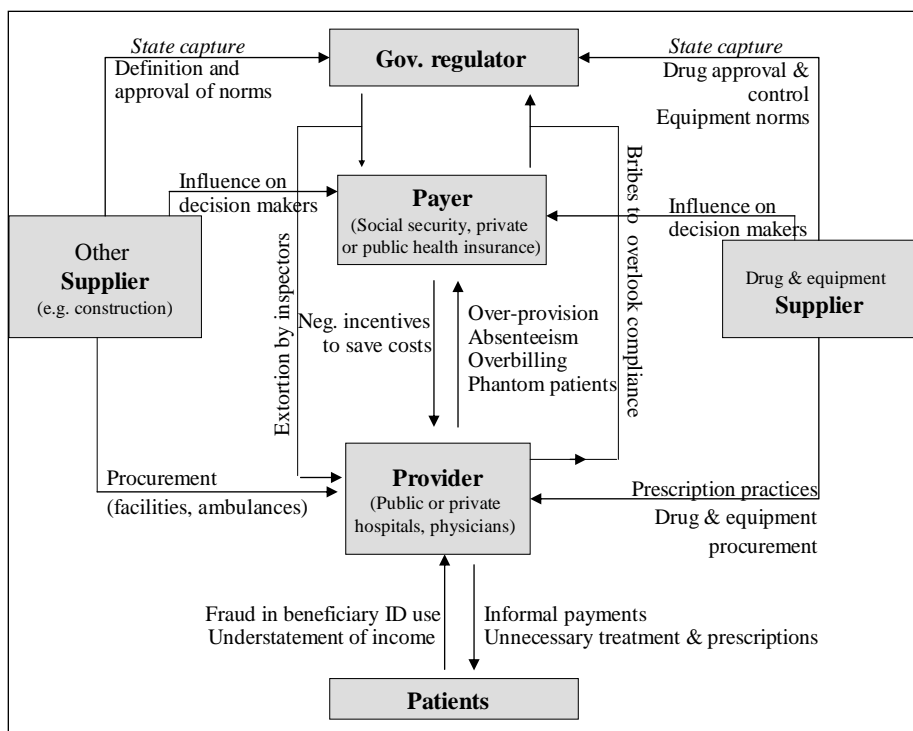 State capture
Definition and
approval of norms
Gov. regulator
State capture
Drug approval &
control
Equipment norms
Influence on
decision makers
Payer
(Social security, private
or public health insurance)
Influence on
decision makers
Other
Supplier
(e.g. construction)
Drug & equipment
Supplier
Extortion by inspectors
Neg. incentives
to save costs
Over-provision
Absenteeism
Overbilling
Phantom patients
Bribes to overlook compliance
Procurement
(facilities, ambulances)
Provider
(Public or private
hospitals, physicians)
Prescription practices
Drug & equipment
procurement
Fraud in beneficiary ID use
Understatement of income
Informal payments
Unnecessary treatment & prescriptions
Patients